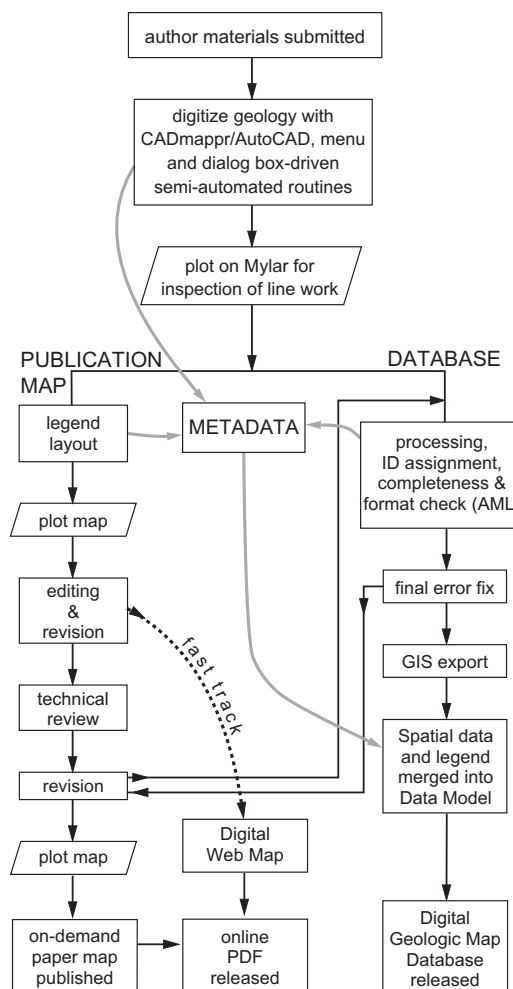 author materials submitted
digitize geology with
CADmappr/AutoCAD, menu
and dialog box-driven
semi-automated routines
plot on Mylar for
inspection of line work
PUBLICATION
MAP
DATABASE
legend
layout
METADATA
processing,
ID assignment,
completeness &
format check (AML
plot map
editing
&
revision
fast track
final error fix
GIS export
technical
review
Spatial data
and legend
merged into
Data Model
revision
Digital
Web Map
plot map
on-demand
paper map
published
online
PDF
released
Digital
Geologic Map
Database
released